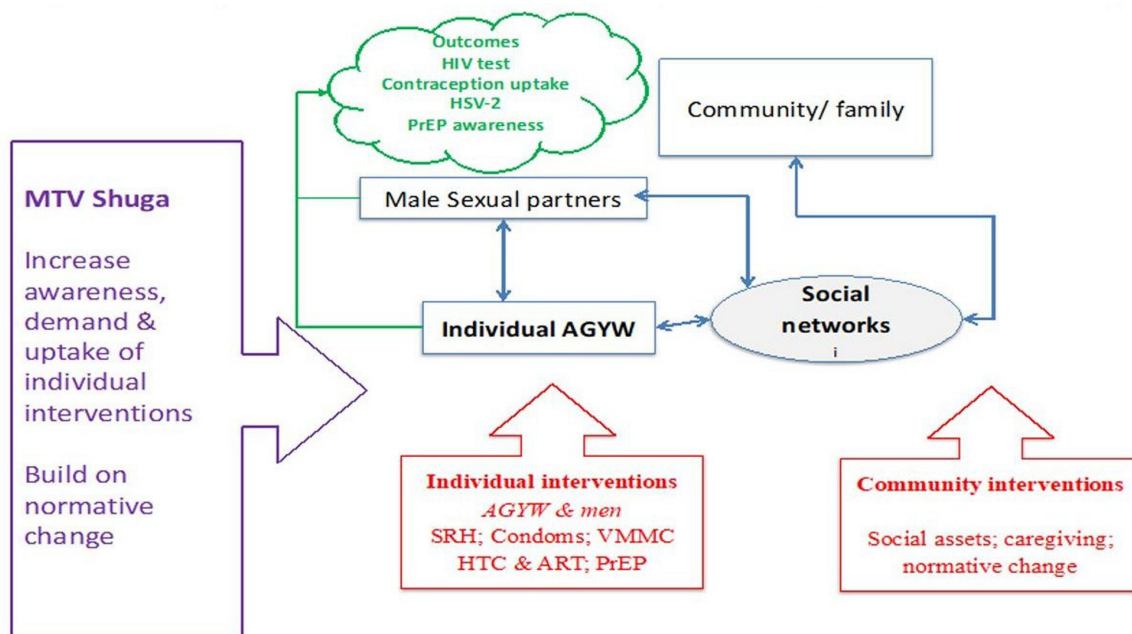 Outcomes
HIV test
Contraception uptake
HSV-2
PrEP awareness
Community/ family
MTV Shuga
Increase
awareness,
demand &
uptake of
individual
interventions
Build on
normative
change
Male Sexual partners
Individual AGYW
Social
networks
i
Individual interventions
AGYW & men
SRH; Condoms; VMMC
HTC & ART; PrEP
Community interventions
Social assets; caregiving;
normative change